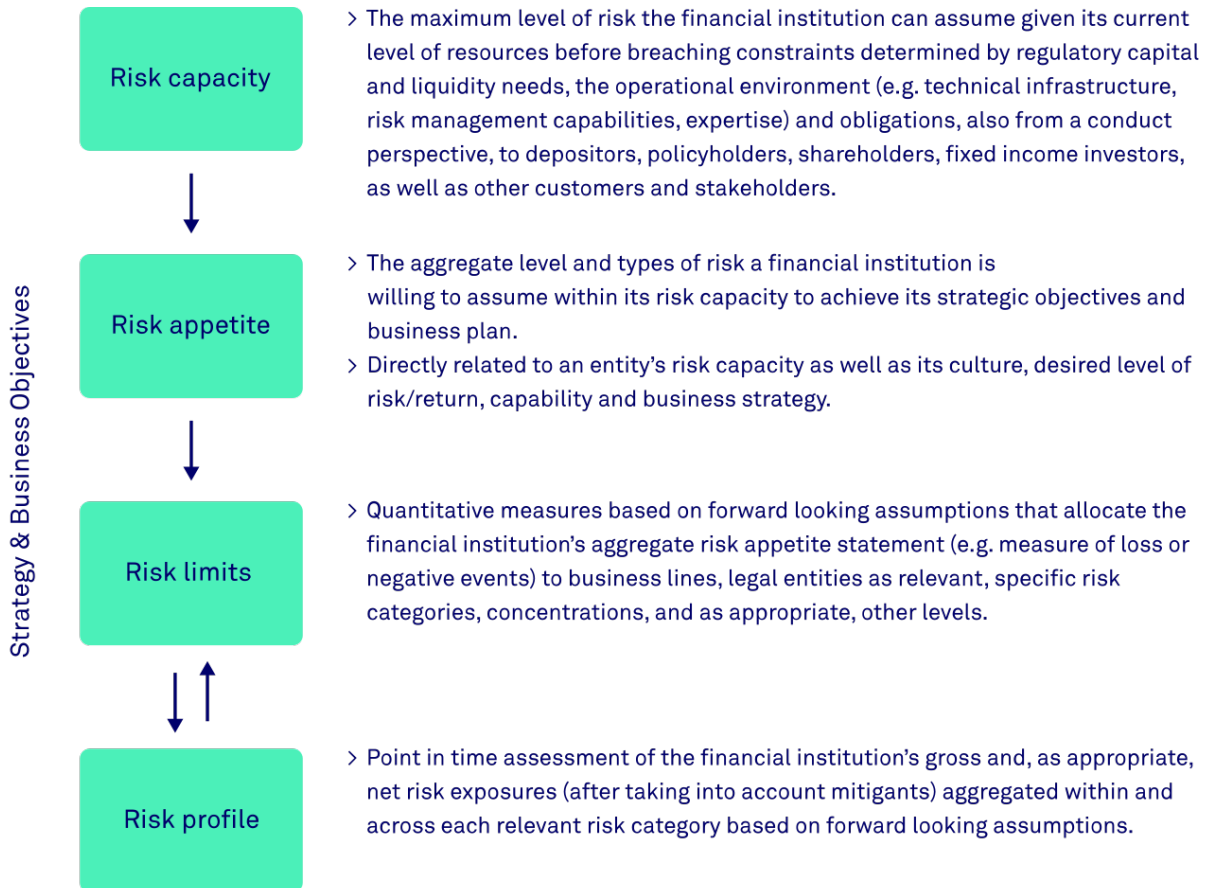 Strategy & Business Objectives
Risk capacity
> The maximum level of risk the financial institution can assume given its current
level of resources before breaching constraints determined by regulatory capital
and liquidity needs, the operational environment (e.g. technical infrastructure,
risk management capabilities, expertise) and obligations, also from a conduct
perspective, to depositors, policyholders, shareholders, fixed income investors,
as well as other customers and stakeholders.
Risk appetite
> The aggregate level and types of risk a financial institution is
willing to assume within its risk capacity to achieve its strategic objectives and
business plan.
> Directly related to an entity’s risk capacity as well as its culture, desired level of
risk/return, capability and business strategy.
Risk limits
> Quantitative measures based on forward looking assumptions that allocate the
financial institution’s aggregate risk appetite statement (e.g. measure of loss or
negative events) to business lines, legal entities as relevant, specific risk
categories, concentrations, and as appropriate, other levels.
Risk profile
> Point in time assessment of the financial institution’s gross and, as appropriate,
net risk exposures (after taking into account mitigants) aggregated within and
across each relevant risk category based on forward looking assumptions.